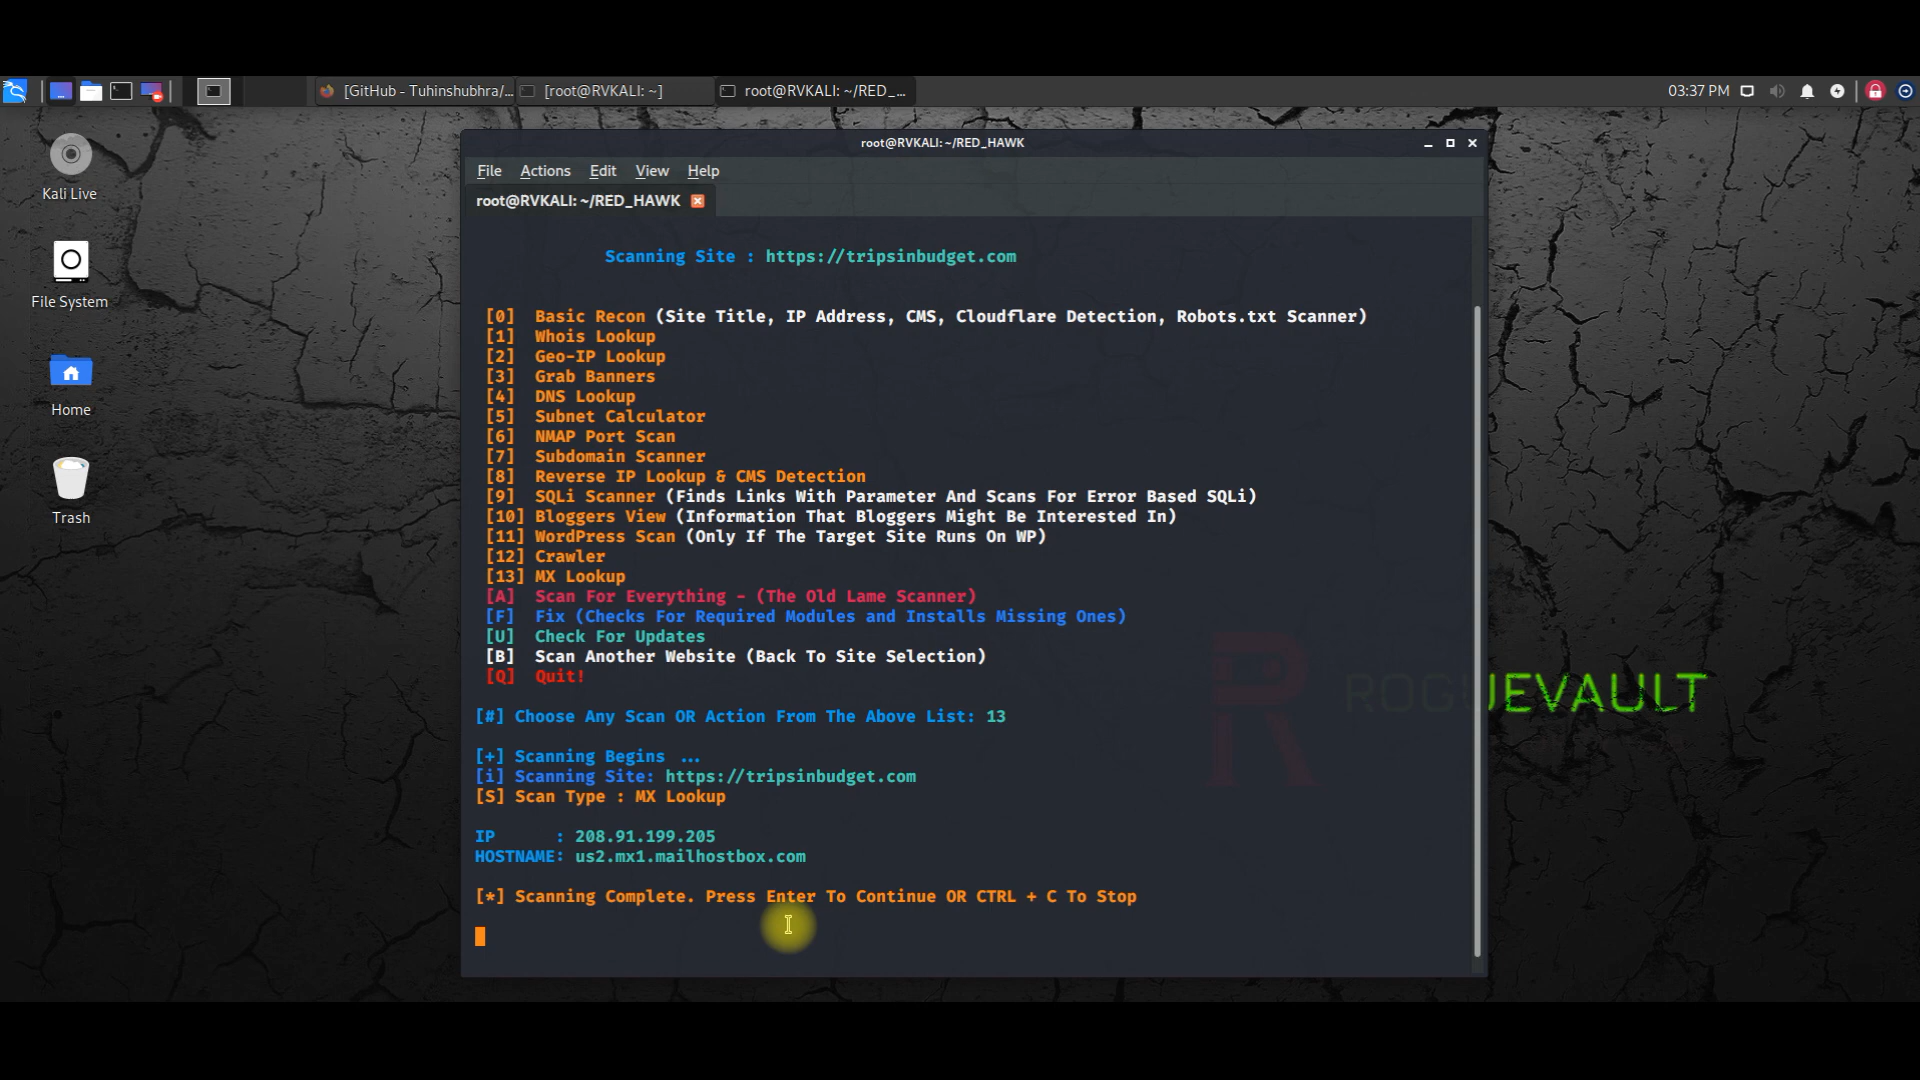 [GitHub - Tuhinshubhra/...
[root@RVKALI: ~]
root@RVKALI: ~/RED_...
03:37 PM
Kali Live
File System
Home
Trash
root@RVKALI:~/RED_HAWK
File Actions Edit View Help
root@RVKALI: ~/RED_HAWK
Scanning Site : https://tripsinbudget.com
[0] Basic Recon (Site Title, IP Address, CMS, Cloudflare Detection, Robots.txt Scanner)
[1] Whois Lookup
[2] Geo-IP Lookup
[3] Grab Banners
[4] DNS Lookup
[5] Subnet Calculator
[6] NMAP Port Scan
[7] Subdomain Scanner
[8] Reverse IP Lookup & CMS Detection
[9] SQLi Scanner (Finds Links With Parameter And Scans For Error Based SQLi)
[10] Bloggers View (Information That Bloggers Might Be Interested In)
[11] WordPress Scan (Only If The Target Site Runs On WP)
[12] Crawler
[13] MX Lookup
[A] Scan For Everything - (The Old Lame Scanner)
[F] Fix (Checks For Required Modules and Installs Missing Ones)
[U] Check For Updates
[B] Scan Another Website (Back To Site Selection)
[Q] Quit!
[#] Choose Any Scan OR Action From The Above List: 13
[+] Scanning Begins ...
[i] Scanning Site: https://tripsinbudget.com
[S] Scan Type : MX Lookup
IP : 208.91.199.205
HOSTNAME: us2.mx1.mailhostbox.com
[*] Scanning Complete. Press Enter To Continue OR CTRL + C To Stop
ROGUEVAULT